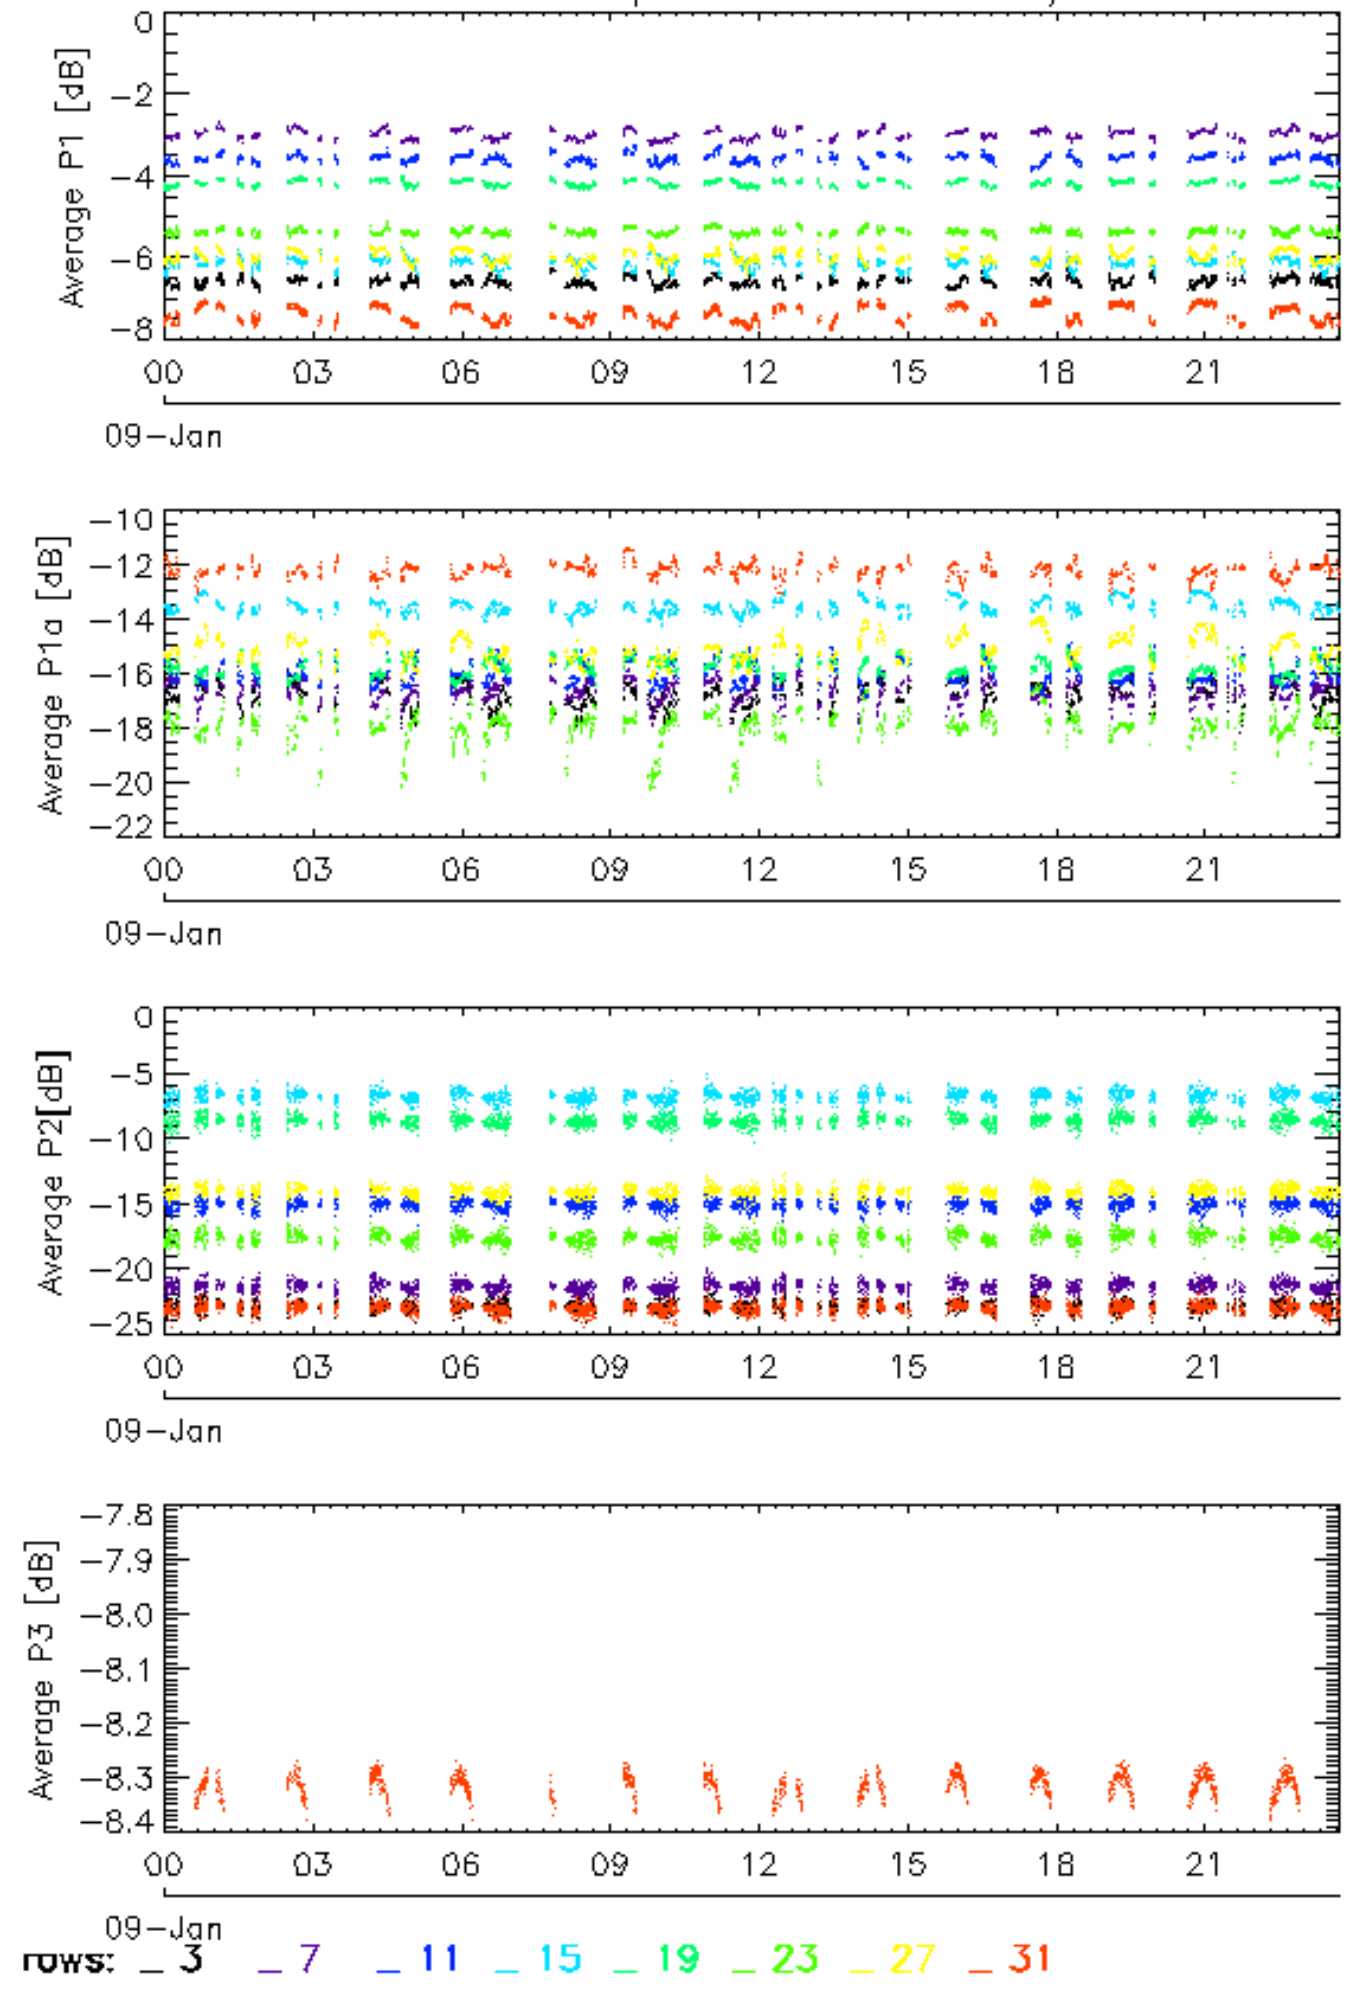 Average P1 [dB]
0
-2
-4
-6
-8
00 03 06 09 12 15 18 21
09-Jan
Average P1a [dB]
-10
-12
-14
-16
-18
-20
-22
00 03 06 09 12 15 18 21
09-Jan
Average P2[dB]
0
-5
-10
-15
-20
-25
00 03 06 09 12 15 18 21
09-Jan
Average P3 [dB]
-7.8
-7.9
-8.0
-8.1
-8.2
-8.3
-8.4
00 03 06 09 12 15 18 21
09-Jan
rows: _ 3 _ 7 _ 11 _ 15 _ 19 _ 23 _ 27 _ 31